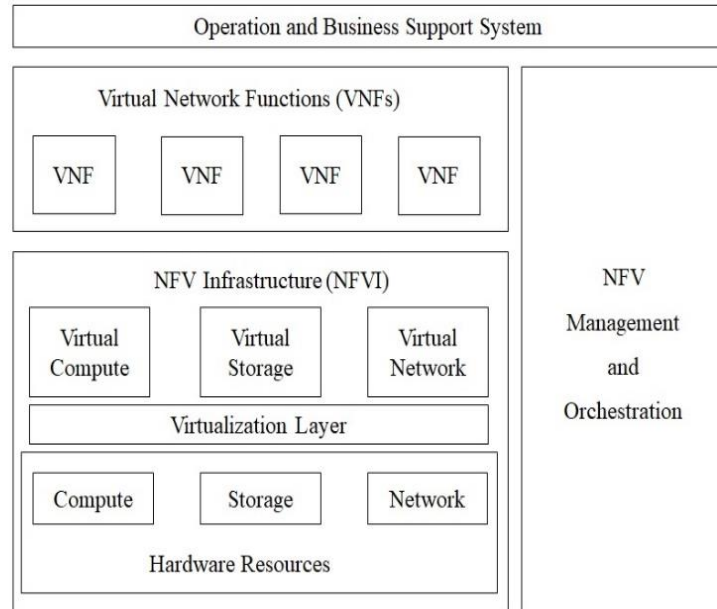 Operation and Business Support System
Virtual Network Functions (VNFs)
VNF
VNF
VNF
VNF
NFV Infrastructure (NFVI)
Virtual
Compute
Virtual
Storage
Virtual
Network
Virtualization Layer
Compute
Storage
Network
Hardware Resources
NFV
Management
and
Orchestration